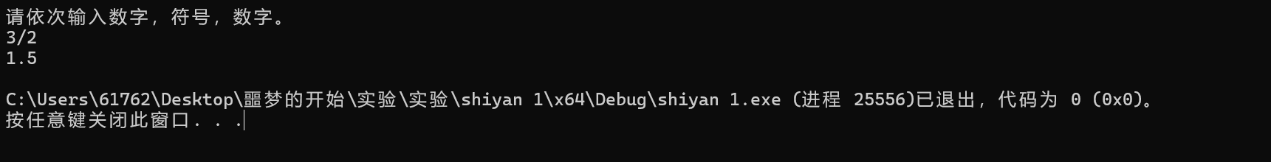 请依次输入数字，符号，数字。
3/2
1.5
C:\Users\61762\Desktop\噩梦的开始\实验\实验\shiyan 1\x64\Debug\shiyan 1.exe (进程 25556)已退出，代码为 0 (0x0)。
按任意键关闭此窗口. . .